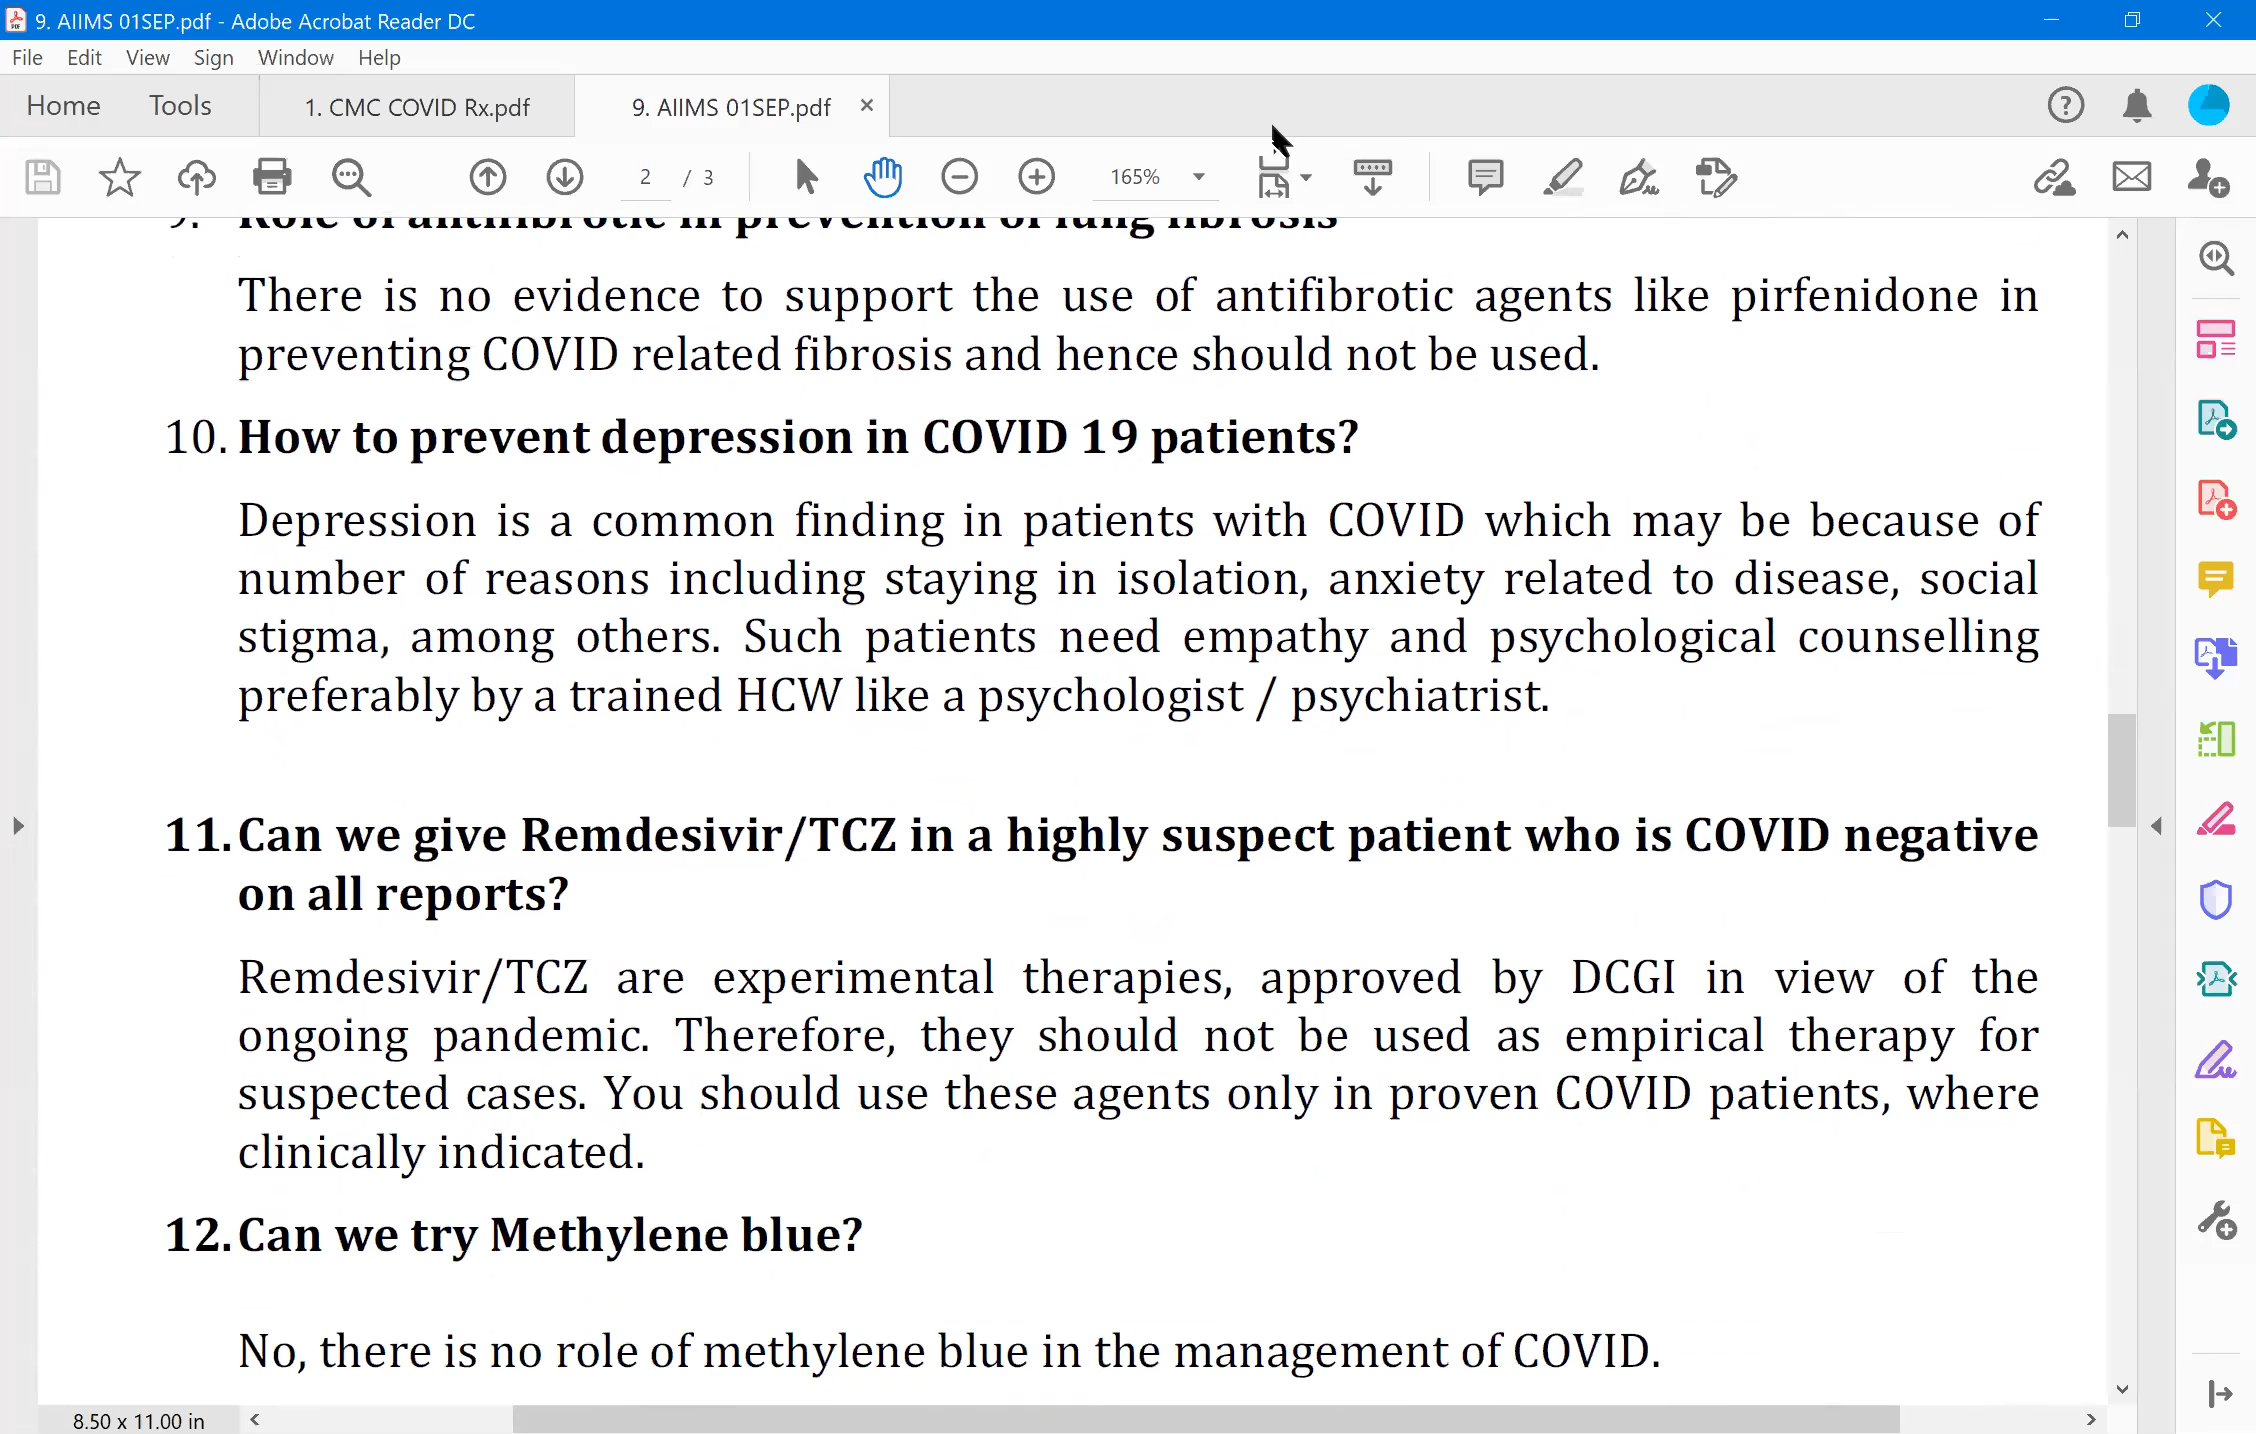 9. AIIMS 01SEP.pdf - Adobe Acrobat Reader DC
File Edit View Sign Window Help
Home Tools 1. CMC COVID Rx.pdf 9. AIIMS 01SEP.pdf ×
2 / 3 165%
9. Role of antifibrotic in prevention of lung fibrosis
There is no evidence to support the use of antifibrotic agents like pirfenidone in
preventing COVID related fibrosis and hence should not be used.
10. How to prevent depression in COVID 19 patients?
Depression is a common finding in patients with COVID which may be because of
number of reasons including staying in isolation, anxiety related to disease, social
stigma, among others. Such patients need empathy and psychological counselling
preferably by a trained HCW like a psychologist / psychiatrist.
11. Can we give Remdesivir/TCZ in a highly suspect patient who is COVID negative
on all reports?
Remdesivir/TCZ are experimental therapies, approved by DCGI in view of the
ongoing pandemic. Therefore, they should not be used as empirical therapy for
suspected cases. You should use these agents only in proven COVID patients, where
clinically indicated.
12. Can we try Methylene blue?
No, there is no role of methylene blue in the management of COVID.
8.50 x 11.00 in